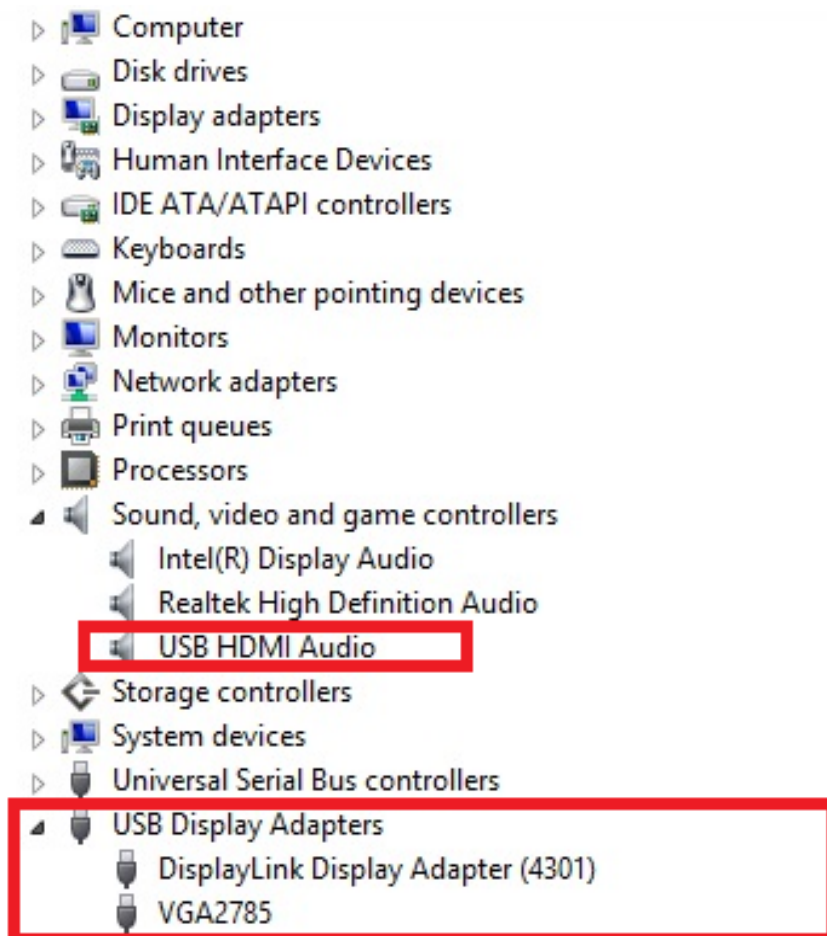 Computer
Disk drives
Display adapters
Human Interface Devices
IDE ATA/ATAPI controllers
Keyboards
Mice and other pointing devices
Monitors
Network adapters
Print queues
Processors
Sound, video and game controllers
Intel(R) Display Audio
Realtek High Definition Audio
USB HDMI Audio
Storage controllers
System devices
Universal Serial Bus controllers
USB Display Adapters
DisplayLink Display Adapter (4301)
VGA2785